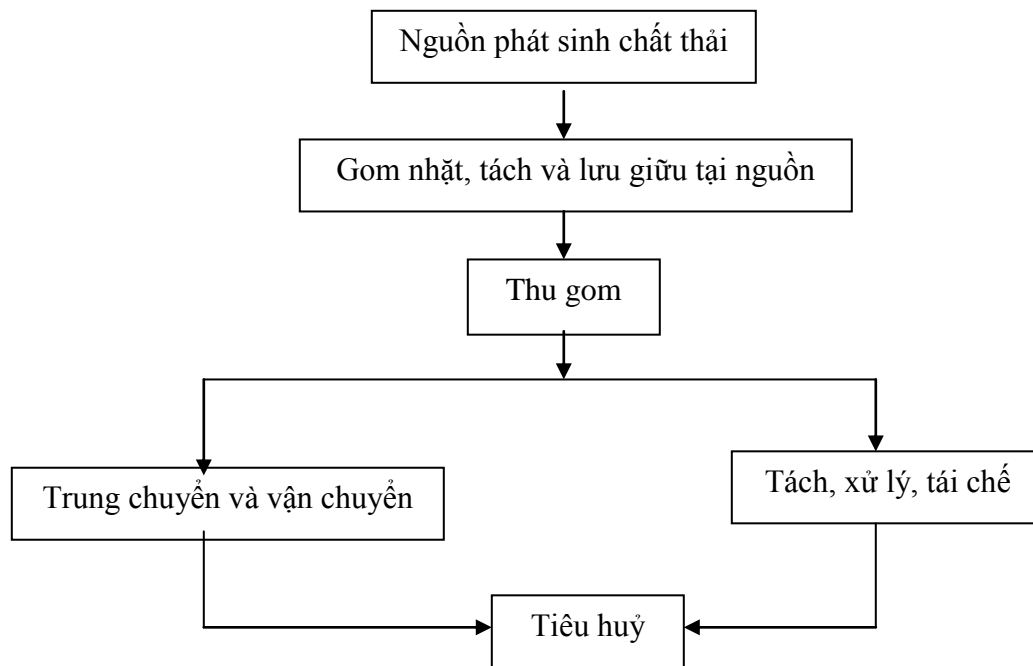 Nguồn phát sinh chất thải
Gom nhặt, tách và lưu giữu tại nguồn
Thu gom
Trung chuyển và vận chuyển
Tách, xử lý, tái chế
Tiêu huỷ